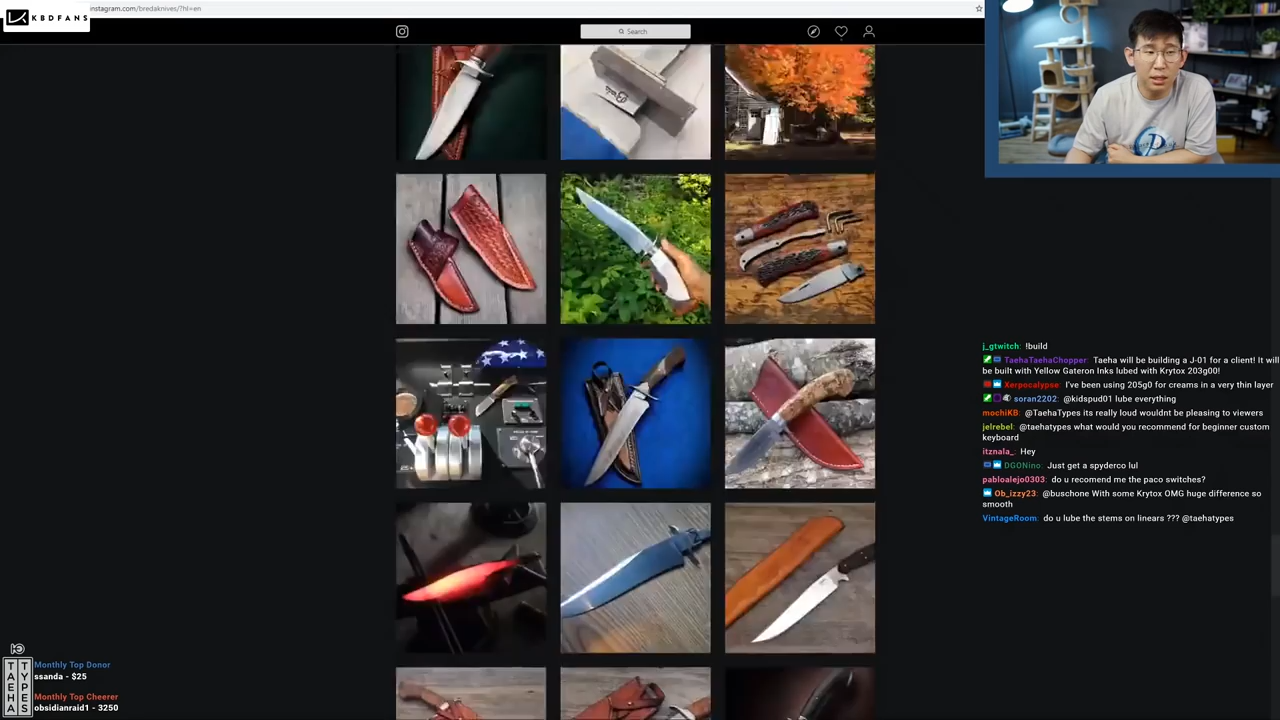 instagram.com/bredaknives/?hl=en
KBDFANS
Search
j_gtwitch: !build
TaehaTaehaChopper: Taeha will be building a J-01 for a client! It will
be built with Yellow Gateron Inks lubed with Krytox 203g00!
Xerpocalypse: I've been using 205g0 for creams in a very thin layer
soran2202: @kidspud01 lube everything
mochiKB: @TaehaTypes its really loud wouldnt be pleasing to viewers
jelrebel: @taehatypes what would you recommend for beginner custom
keyboard
itznala_: Hey
DGONino: Just get a spyderco lul
pabloalejo0303: do u recomend me the paco switches?
Ob_izzy23: @buschone With some Krytox OMG huge difference so
smooth
VintageRoom: do u lube the stems on linears ??? @taehatypes
Monthly Top Donor
ssanda - $25
Monthly Top Cheerer
obsidianraid1 - 3250
TAEHA
TYPES